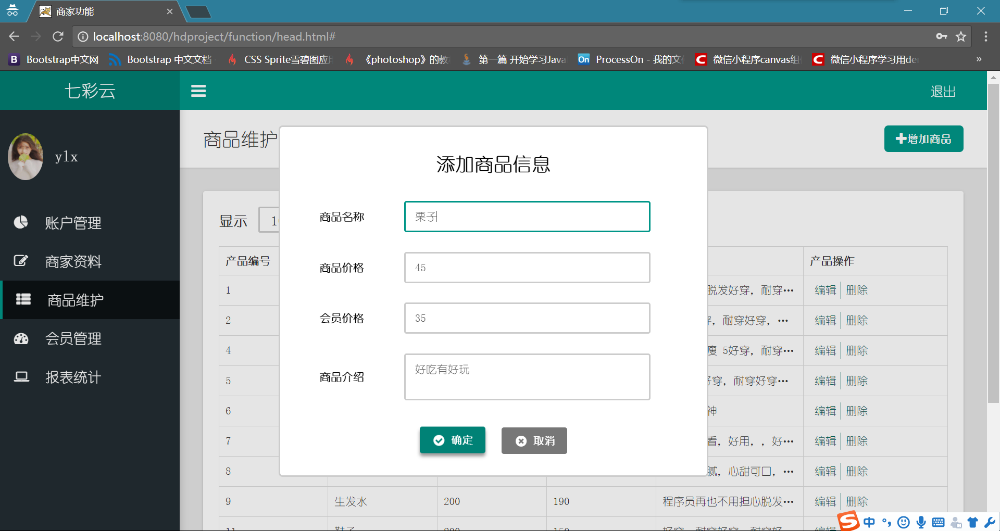 商家功能
localhost:8080/hdproject/function/head.html#
Bootstrap中文网
Bootstrap 中文文档
CSS Sprite雪碧图应用
《photoshop》的教
第一篇 开始学习Java
ProcessOn - 我的文
微信小程序canvas组
微信小程序学习用de
»
七彩云
退出
ylx
账户管理
商家资料
商品维护
会员管理
报表统计
商品维护
增加商品
显示 1
添加商品信息
商品名称 栗子
商品价格 45
会员价格 35
商品介绍 好吃有好玩
确定 取消
产品编号 产品操作
1 脱发好穿，耐穿… 编辑 删除
2 ，耐穿好穿，… 编辑 删除
4 瘦 5好穿，耐穿… 编辑 删除
5 穿，耐穿好穿… 编辑 删除
6 神 编辑 删除
7 看，好用，，好… 编辑 删除
8 腻，心甜可口，… 编辑 删除
9 生发水 200 190 程序员再也不用担心脱发… 编辑 删除
中